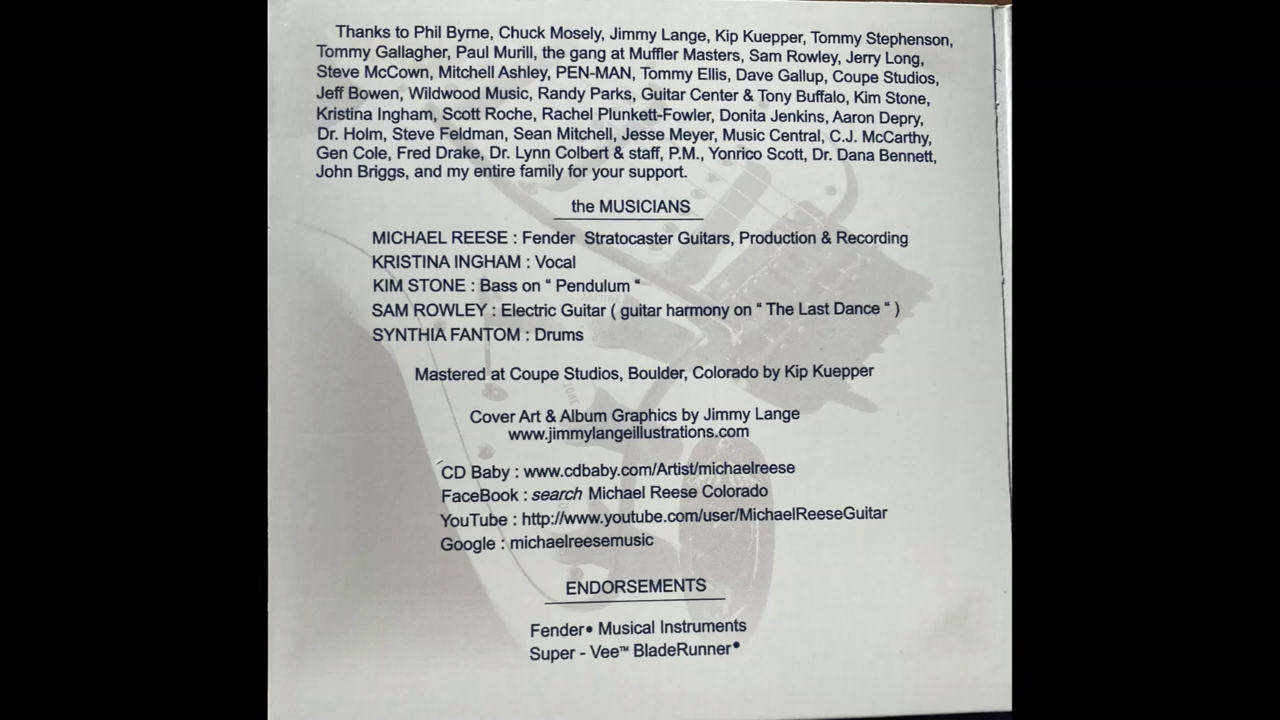 Thanks to Phil Byrne, Chuck Mosely, Jimmy Lange, Kip Kuepper, Tommy Stephenson,
Tommy Gallagher, Paul Murill, the gang at Muffler Masters, Sam Rowley, Jerry Long,
Steve McCown, Mitchell Ashley, PEN-MAN, Tommy Ellis, Dave Gallup, Coupe Studios,
Jeff Bowen, Wildwood Music, Randy Parks, Guitar Center & Tony Buffalo, Kim Stone,
Kristina Ingham, Scott Roche, Rachel Plunkett-Fowler, Donita Jenkins, Aaron Depry,
Dr. Holm, Steve Feldman, Sean Mitchell, Jesse Meyer, Music Central, C.J. McCarthy,
Gen Cole, Fred Drake, Dr. Lynn Colbert & staff, P.M., Yonrico Scott, Dr. Dana Bennett,
John Briggs, and my entire family for your support.
the MUSICIANS
MICHAEL REESE : Fender Stratocaster Guitars, Production & Recording
KRISTINA INGHAM : Vocal
KIM STONE : Bass on “ Pendulum “
SAM ROWLEY : Electric Guitar ( guitar harmony on “ The Last Dance “ )
SYNTHIA FANTOM : Drums
Mastered at Coupe Studios, Boulder, Colorado by Kip Kuepper
Cover Art & Album Graphics by Jimmy Lange
www.jimmylangeillustrations.com
CD Baby : www.cdbaby.com/Artist/michaelreese
FaceBook : search Michael Reese Colorado
YouTube : http://www.youtube.com/user/MichaelReeseGuitar
Google : michaelreesemusic
ENDORSEMENTS
Fender® Musical Instruments
Super - Vee™ BladeRunner®